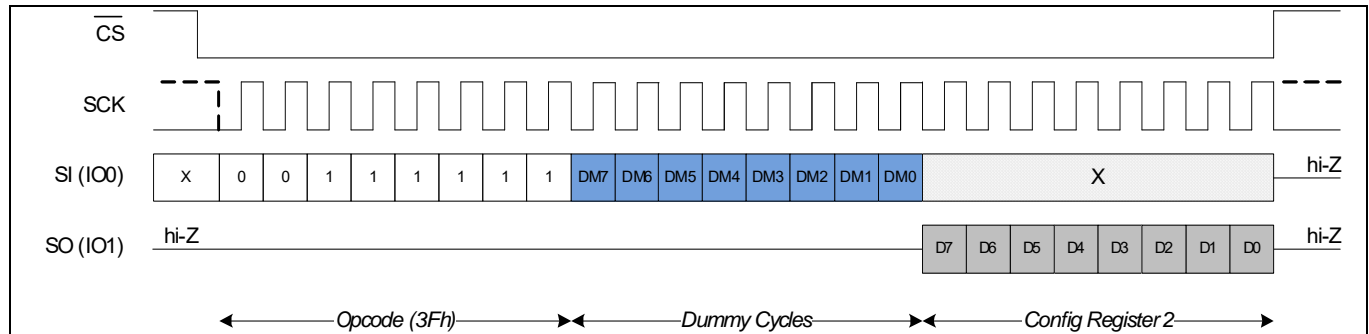 CS
SCK
SI (IO0) X 0 0 1 1 1 1 1 1 DM7 DM6 DM5 DM4 DM3 DM2 DM1 DM0 X hi-Z
SO (IO1) hi-Z D7 D6 D5 D4 D3 D2 D1 D0 hi-Z
Opcode (3Fh) Dummy Cycles Config Register 2